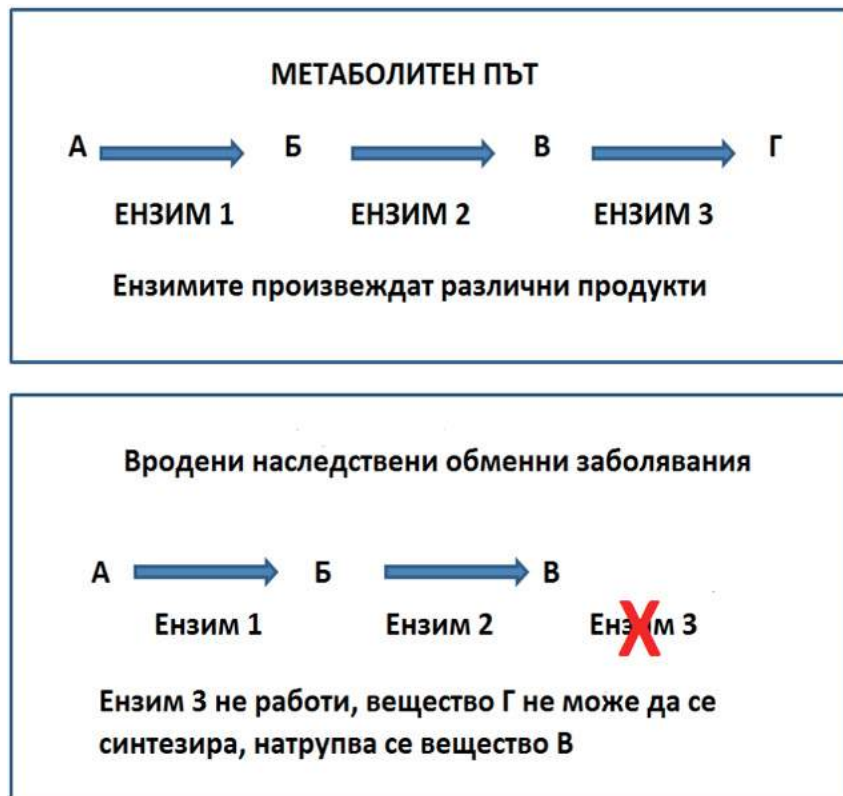 МЕТАБОЛИТЕН ПЪТ
А Б В Г
ЕНЗИМ 1 ЕНЗИМ 2 ЕНЗИМ 3
Ензимите произвеждат различни продукти
Вродени наследствени обменни заболявания
А Б В
Ензим 1 Ензим 2 Ензим 3
Ензим 3 не работи, вещество Г не може да се
синтезира, натрупва се вещество В